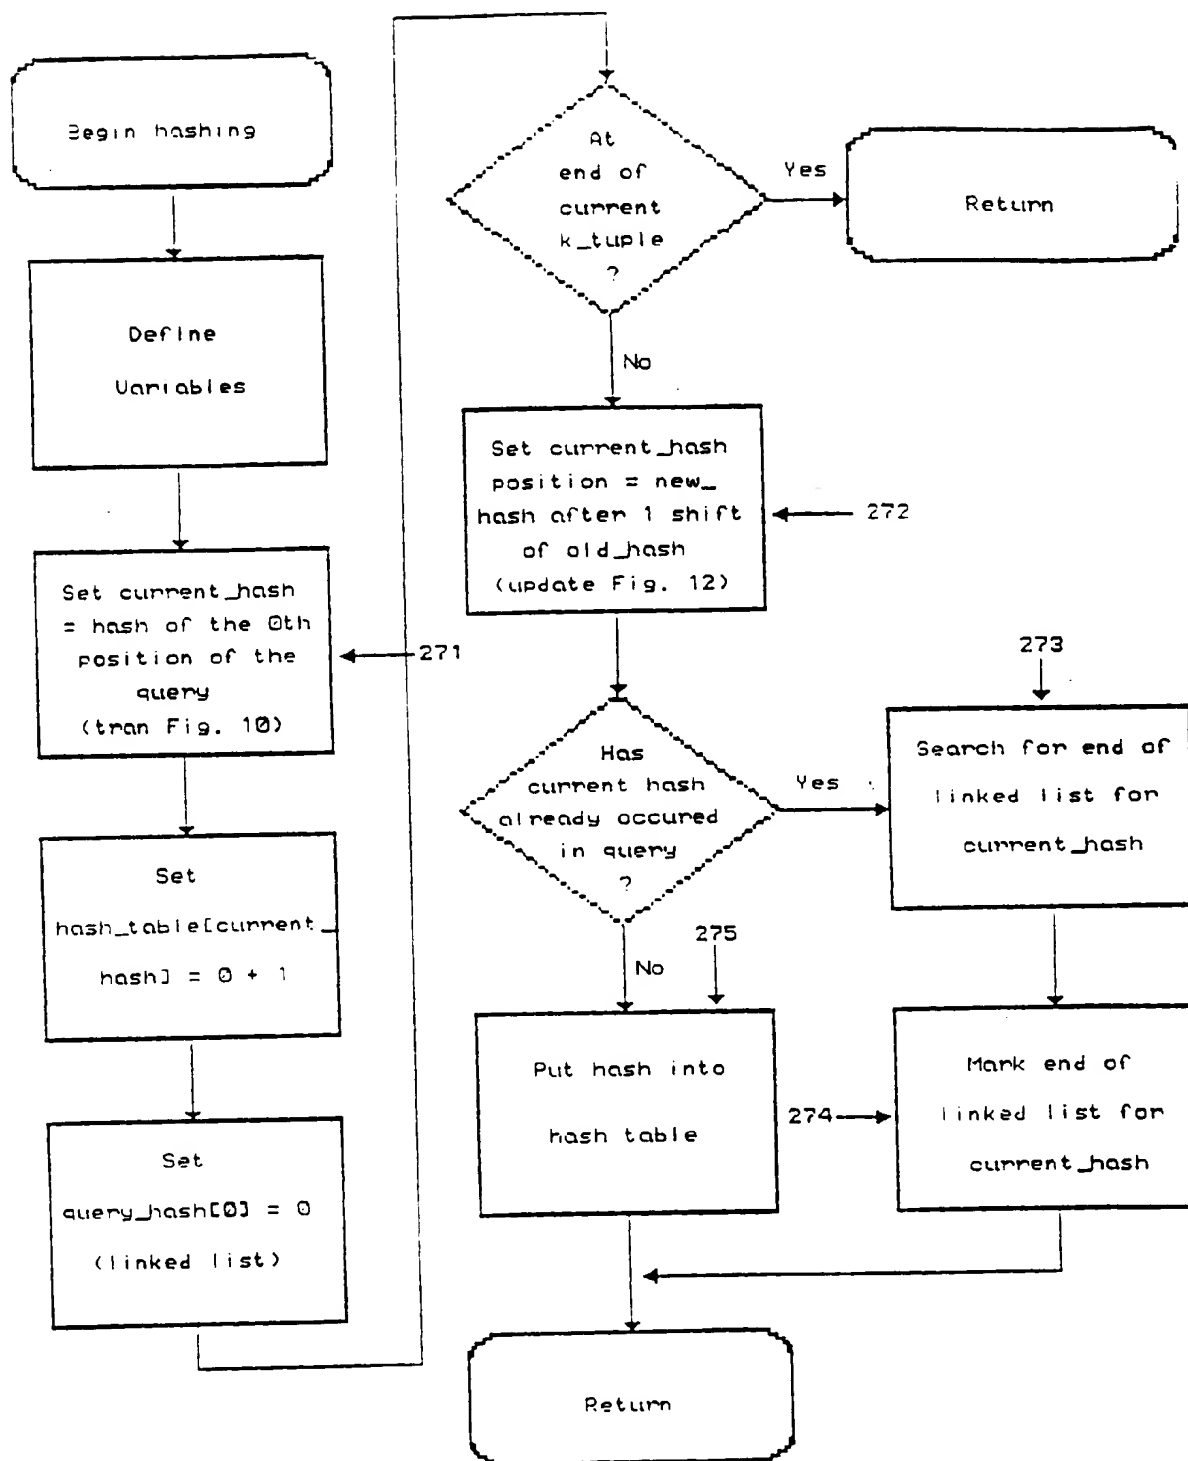 Begin hashing
Define
Variables
Set current_hash
= hash of the 0th
position of the
query
(tran Fig. 10)
271
Set
hash_table[current_
hash] = 0 + 1
Set
query_hash[0] = 0
(linked list)
At
end of
current
k_tuple
?
Yes
Return
No
Set current_hash
position = new_
hash after 1 shift
of old_hash
(update Fig. 12)
272
Has
current hash
already occured
in query
?
Yes
273
Search for end of
linked list for
current_hash
No
275
Put hash into
hash table
274
Mark end of
linked list for
current_hash
Return